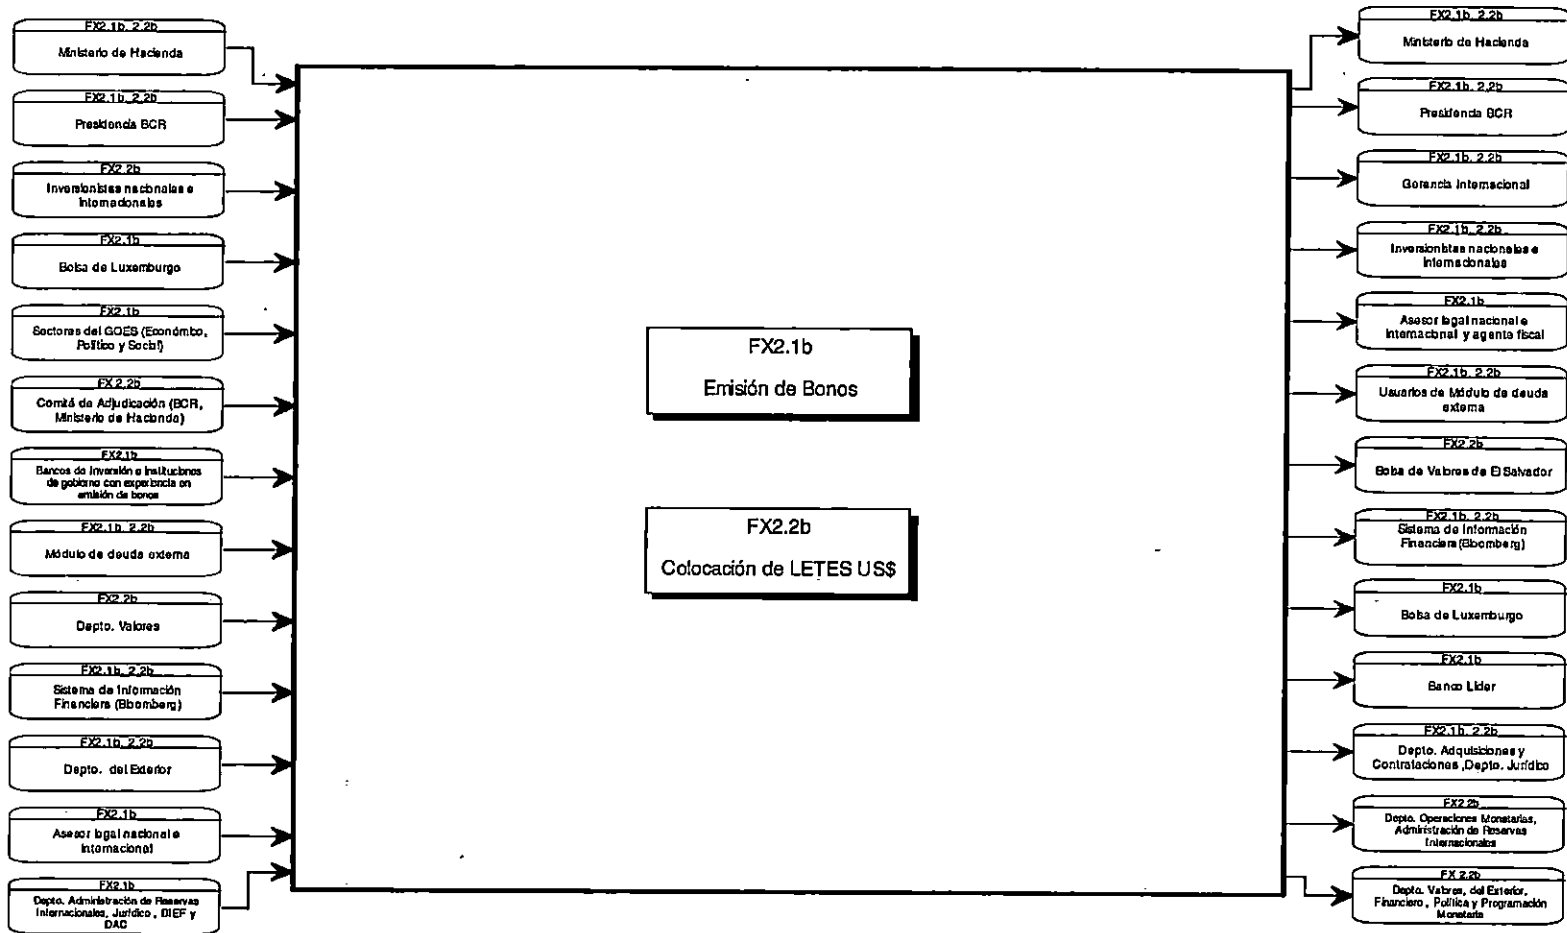 FX2.1b, 2.2b
Ministerio de Hacienda
FX2.1b, 2.2b
Presidencia BCR
FX2.2b
Inversionistas nacionales e
Internacionales
FX2.1b
Bolsa de Luxemburgo
FX2.1b
Sectores del GOES (Económico,
Político y Social)
FX 2.2b
Comité de Adjudicación (BCR,
Ministerio de Hacienda)
FX2.1b
Bancos de Inversión e Instituciones
de gobierno con experiencia en
emisión de bonos
FX2.1b, 2.2b
Módulo de deuda externa
FX2.2b
Depto. Valores
FX2.1b, 2.2b
Sistema de Información
Financiera (Bloomberg)
FX2.1b, 2.2b
Depto. del Exterior
FX2.1b
Asesor legal nacional e
Internacional
FX2.1b
Depto. Administración de Reservas
Internacionales, Jurídico, DIEF y
DAC
FX2.1b
Emisión de Bonos
FX2.2b
Colocación de LETES US$
FX2.1b, 2.2b
Ministerio de Hacienda
FX2.1b, 2.2b
Presidencia BCR
FX2.1b, 2.2b
Gerencia Internacional
FX2.1b, 2.2b
Inversionistas nacionales e
Internacionales
FX2.1b
Asesor legal nacional e
Internacional y agente fiscal
FX2.1b, 2.2b
Usuarios de Módulo de deuda
externa
FX2.2b
Bolsa de Valores de El Salvador
FX2.1b, 2.2b
Sistema de Información
Financiera (Bloomberg)
FX2.1b
Bolsa de Luxemburgo
FX2.1b
Banco Líder
FX2.1b, 2.2b
Depto. Adquisiciones y
Contrataciones ,Depto. Jurídico
FX2.2b
Depto. Operaciones Monetarias,
Administración de Reservas
Internacionales
FX 2.2b
Depto. Valores, del Exterior,
Financiero, Política y Programación
Monetaria